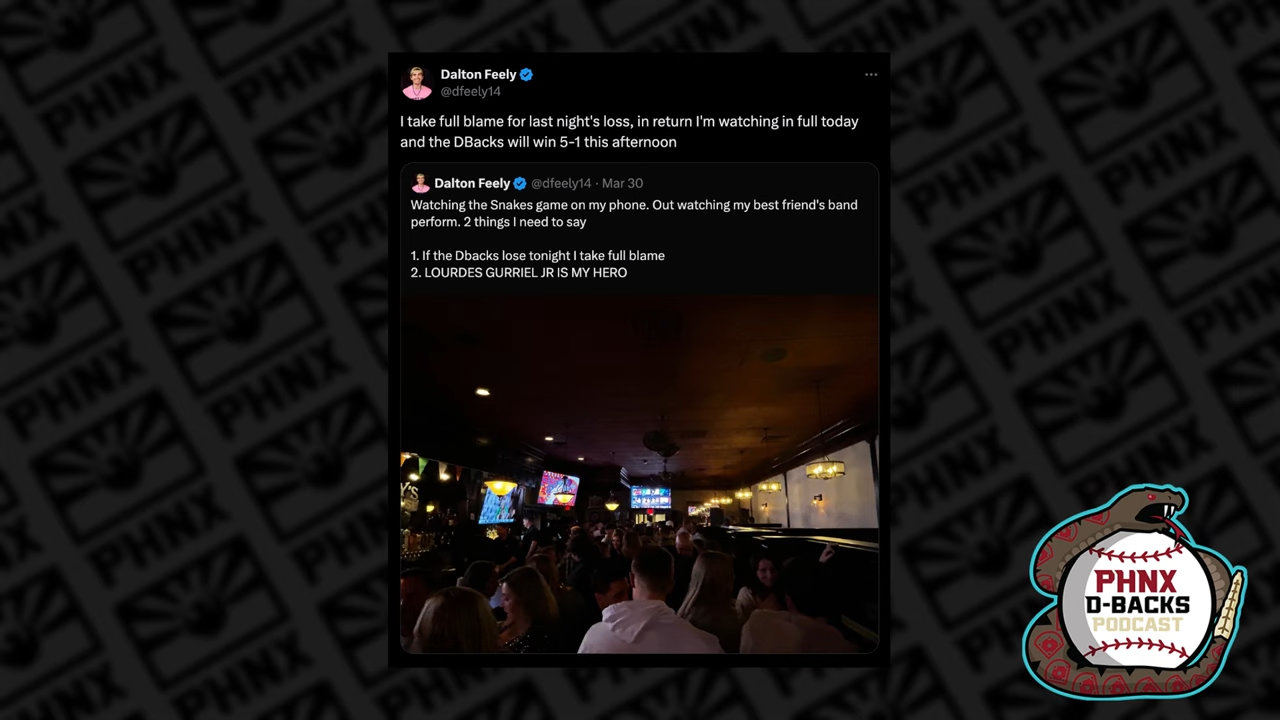 Dalton Feely
@dfeely14
I take full blame for last night's loss, in return I'm watching in full today
and the DBacks will win 5-1 this afternoon
Dalton Feely @dfeely14 · Mar 30
Watching the Snakes game on my phone. Out watching my best friend's band
perform. 2 things I need to say
1. If the Dbacks lose tonight I take full blame
2. LOURDES GURRIEL JR IS MY HERO
PHNX
D-BACKS
PODCAST
PHNX